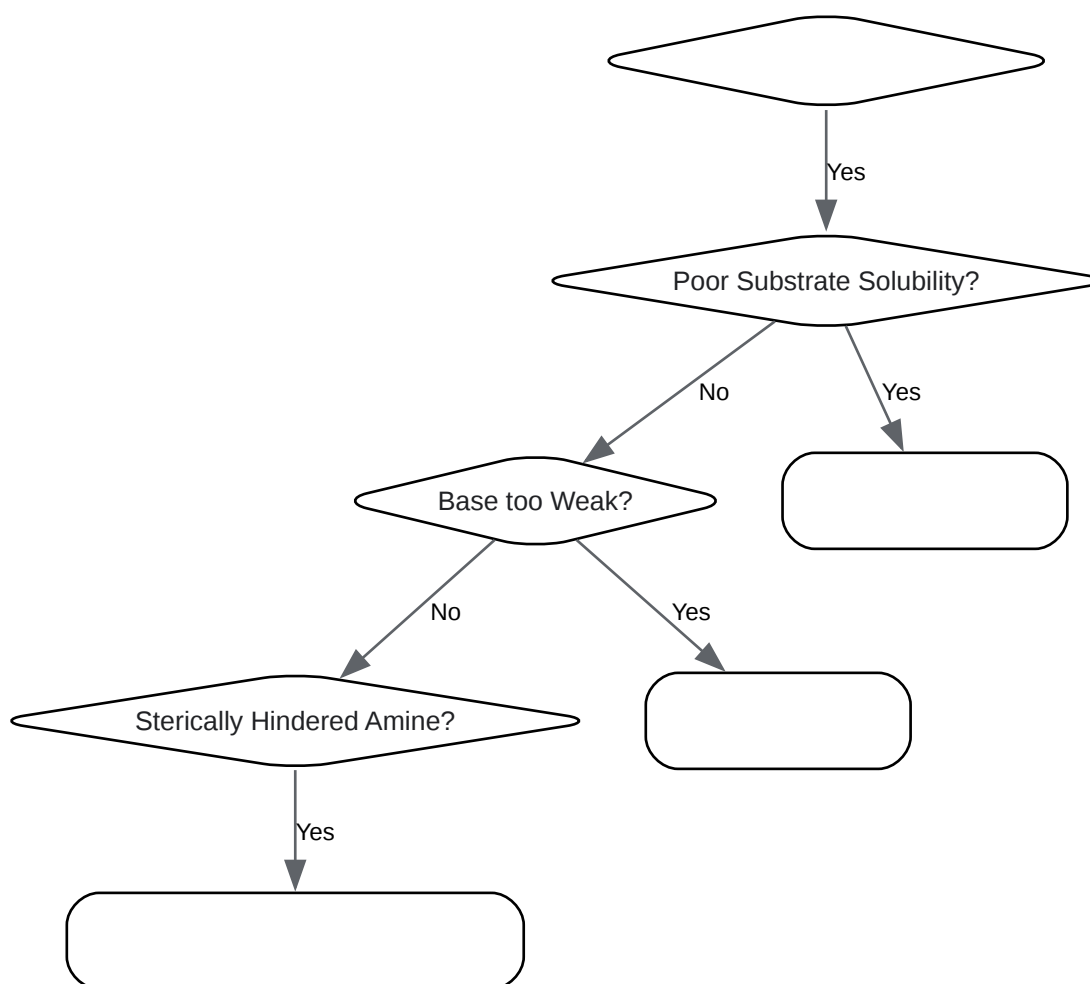 Yes
Poor Substrate Solubility?
No
Yes
Base too Weak?
No
Yes
Sterically Hindered Amine?
Yes